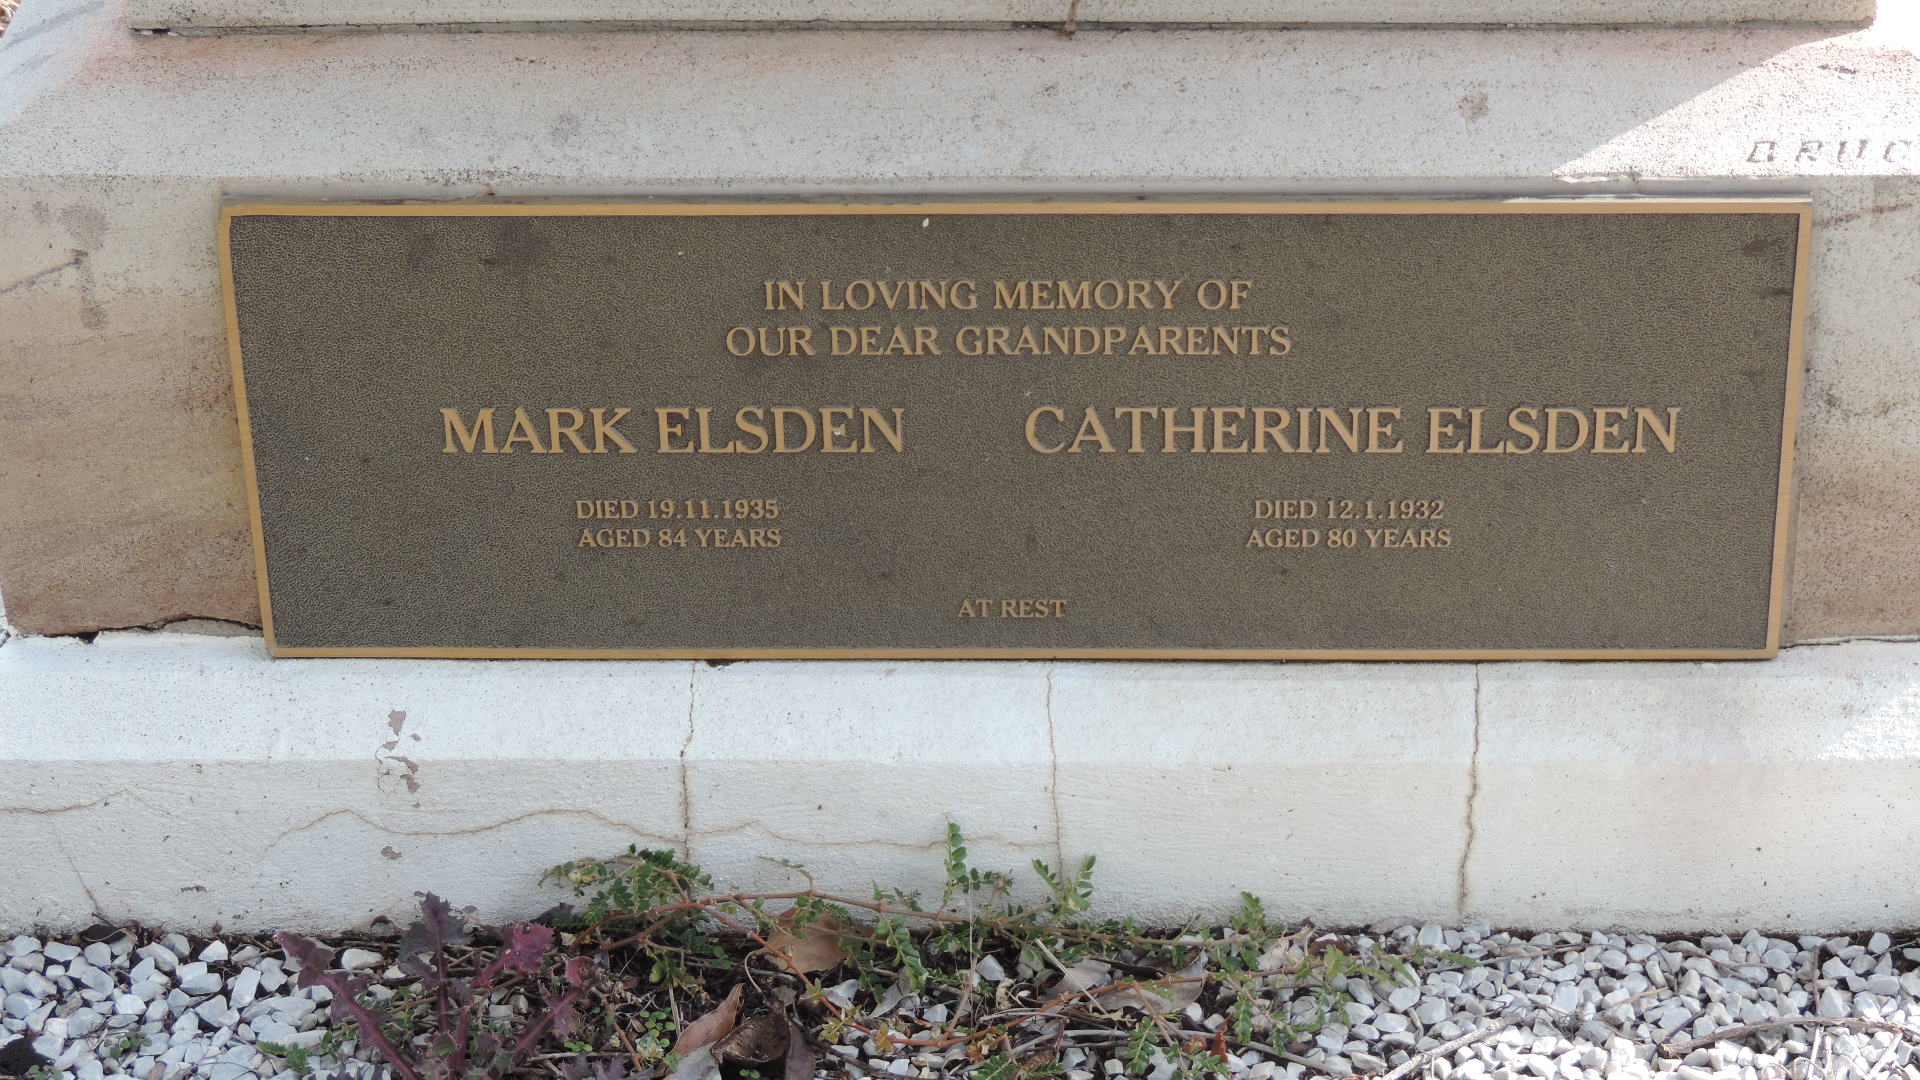 IN LOVING MEMORY OF
OUR DEAR GRANDPARENTS
MARK ELSDEN CATHERINE ELSDEN
DIED 19.11.1935 DIED 12.1.1932
AGED 84 YEARS AGED 80 YEARS
AT REST